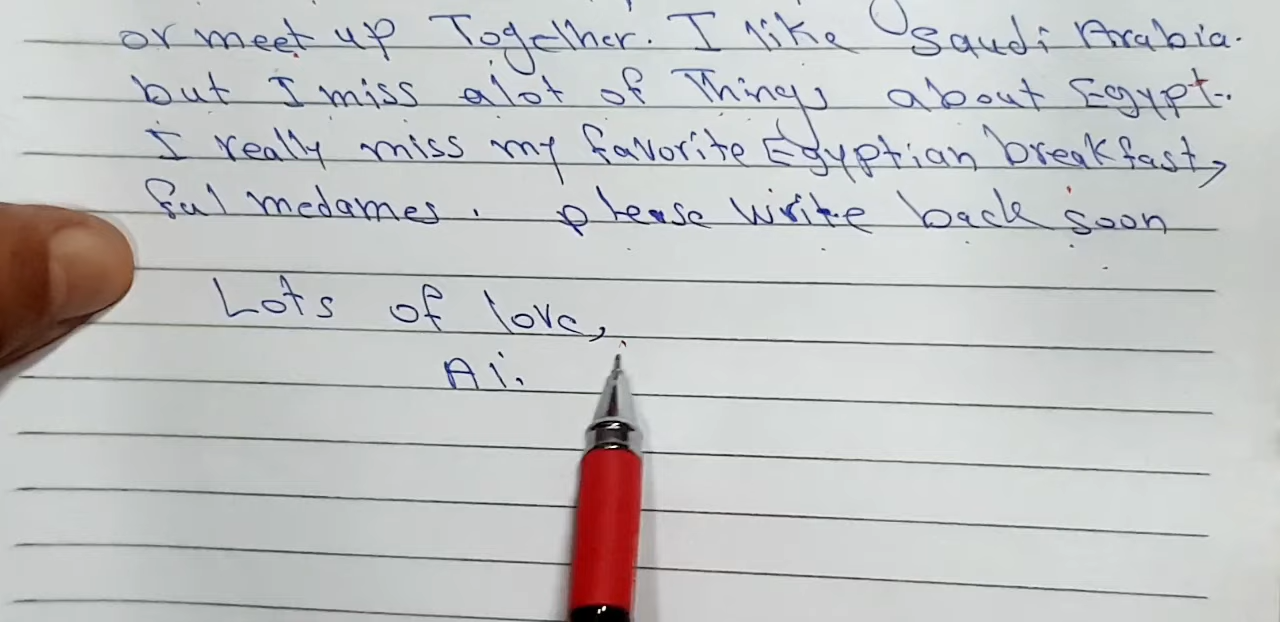 or meet up Together. I like Saudi Arabia.
but I miss alot of Things about Egypt.
I really miss my favorite Egyptian breakfast,
ful medames. please write back soon
Lots of love,
Ai.